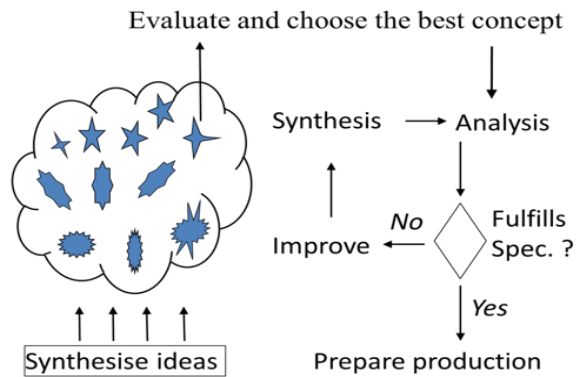 Evaluate and choose the best concept
Synthesis
Analysis
No
Fulfills
Spec. ?
Improve
Yes
Synthesise ideas
Prepare production